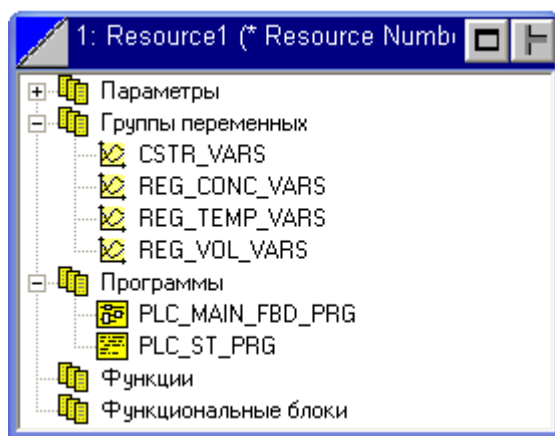 1: Resource1 (* Resource Numb
Параметры
Группы переменных
CSTR_VARS
REG_CONC_VARS
REG_TEMP_VARS
REG_VOL_VARS
Программы
PLC_MAIN_FBD_PRG
PLC_ST_PRG
Функции
Функциональные блоки